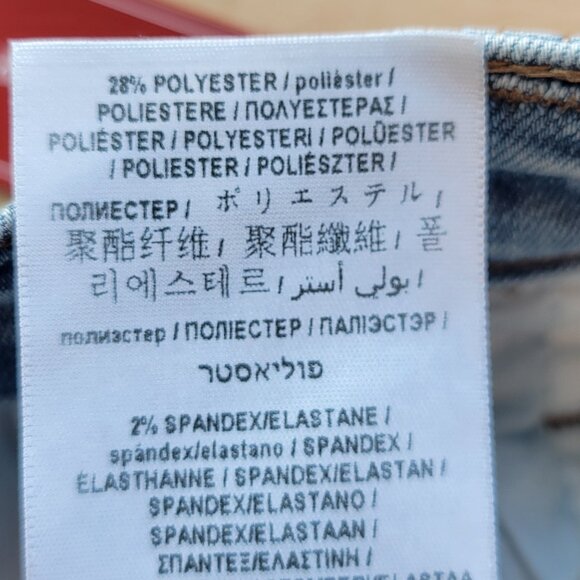 28% POLYESTER / poliéster /
POLIESTERE / ΠΟΛΥΕΣΤΕΡΑΣ /
POLIÉSTER / POLYESTERI / POLÜESTER
/ POLIESTER / POLIÉSZTER /
ПОЛИЕСТЕР / ポリエステル /
聚酯纤维 / 聚酯纖維 / 폴
리에스테르 / بولي أستر /
полиэстер / ПОЛІЕСТЕР / ПАЛІЭСТЭР /
פוליאסטר
2% SPANDEX/ELASTANE /
spándex/elastano / SPANDEX /
ÉLASTHANNE / SPANDEX/ELASTAN /
SPANDEX/ELASTANO /
SPANDEX/ELASTAAN /
ΣΠΑΝΤΕΞ/ΕΛΑΣΤΙΝΗ /